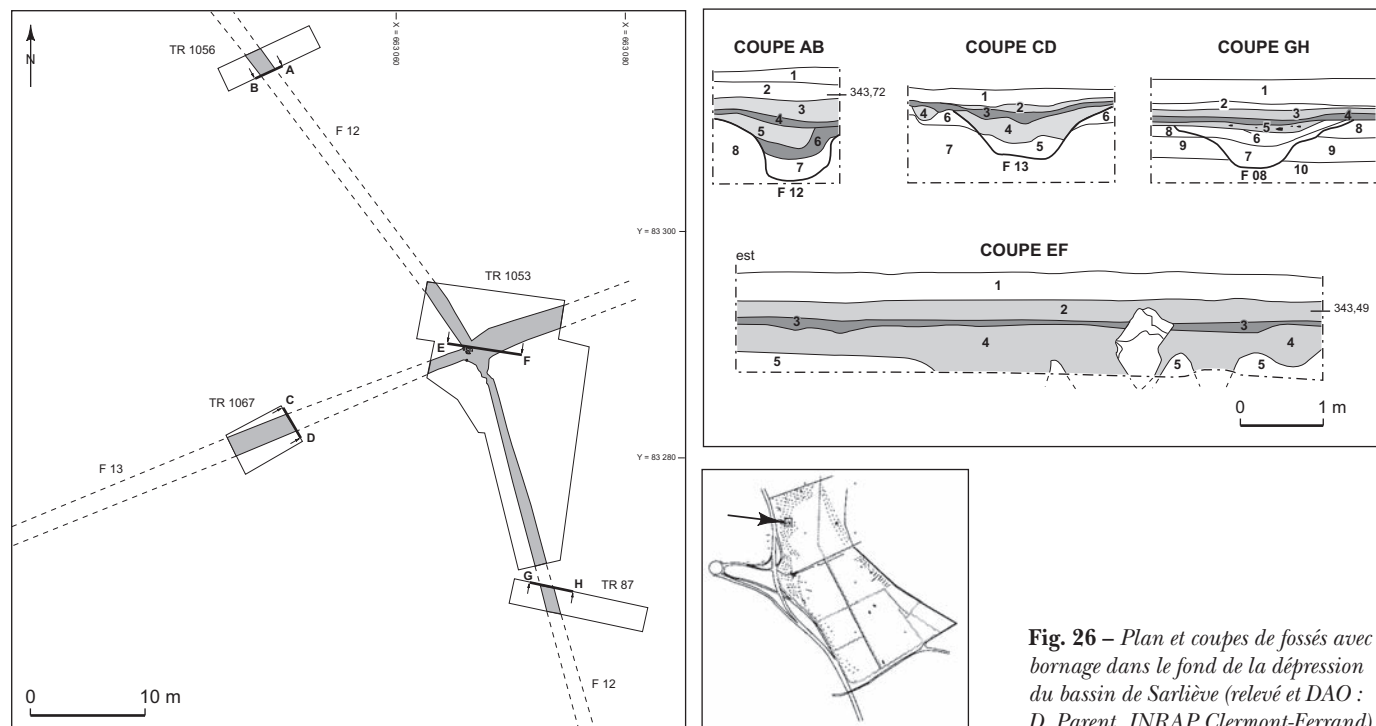 N
TR 1056
A
B
X = 663 060
X = 663 080
F 12
Y = 83 300
TR 1053
E
F
TR 1067
C
D
F 13
Y = 83 280
G
H
TR 87
F 12
0 10 m
COUPE AB
1
2
343,72
3
4
5
6
8
7
F 12
COUPE CD
1
2
3
4
6
6
4
7
5
F 13
COUPE GH
1
2
3
4
5
8
8
6
9
9
7
10
F 08
COUPE EF
est
1
2
343,49
3
3
4
4
5
5
5
0 1 m
Fig. 26 – Plan et coupes de fossés avec
bornage dans le fond de la dépression
du bassin de Sarliève (relevé et DAO :
D. Parent, INRAP Clermont-Ferrand)